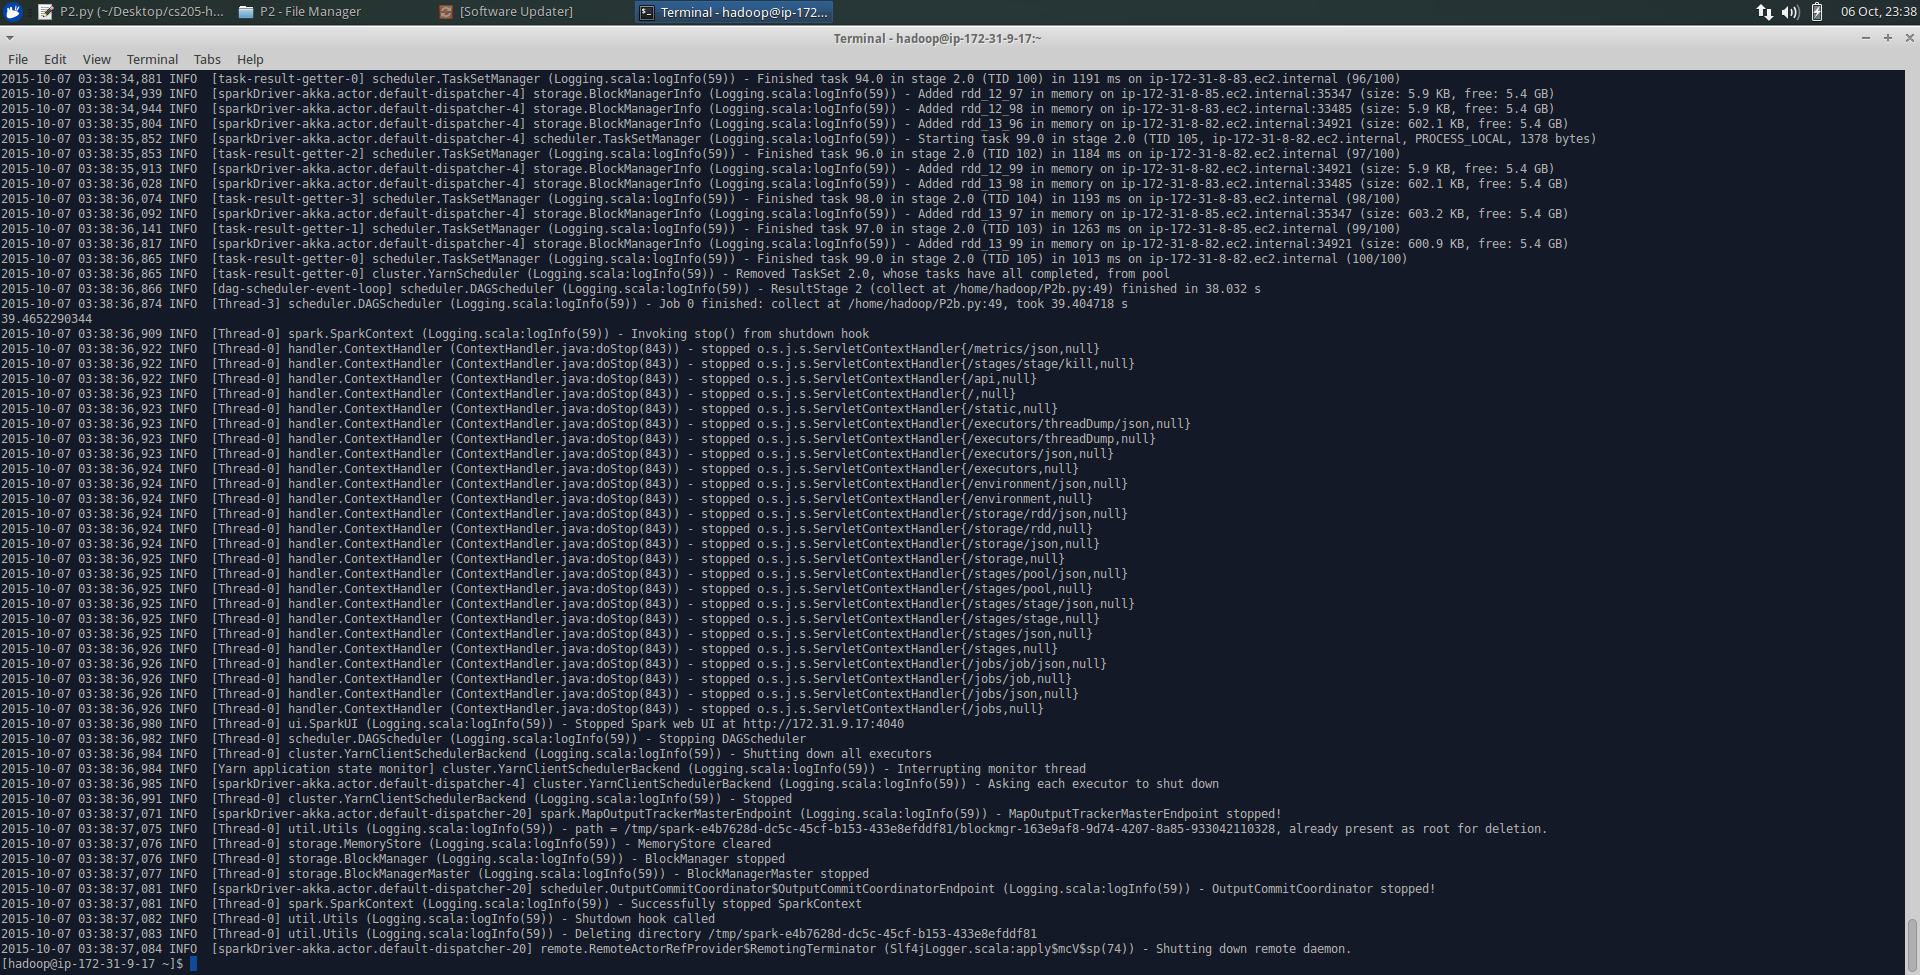 P2.py (~/Desktop/cs205-h...
P2 - File Manager
[Software Updater]
Terminal - hadoop@ip-172...
06 Oct, 23:38
Terminal - hadoop@ip-172-31-9-17:~
File Edit View Terminal Tabs Help
2015-10-07 03:38:34,881 INFO  [task-result-getter-0] scheduler.TaskSetManager (Logging.scala:logInfo(59)) - Finished task 94.0 in stage 2.0 (TID 100) in 1191 ms on ip-172-31-8-83.ec2.internal (96/100)
2015-10-07 03:38:34,939 INFO  [sparkDriver-akka.actor.default-dispatcher-4] storage.BlockManagerInfo (Logging.scala:logInfo(59)) - Added rdd_12_97 in memory on ip-172-31-8-85.ec2.internal:35347 (size: 5.9 KB, free: 5.4 GB)
2015-10-07 03:38:34,944 INFO  [sparkDriver-akka.actor.default-dispatcher-4] storage.BlockManagerInfo (Logging.scala:logInfo(59)) - Added rdd_12_98 in memory on ip-172-31-8-83.ec2.internal:33485 (size: 5.9 KB, free: 5.4 GB)
2015-10-07 03:38:35,804 INFO  [sparkDriver-akka.actor.default-dispatcher-4] storage.BlockManagerInfo (Logging.scala:logInfo(59)) - Added rdd_13_96 in memory on ip-172-31-8-82.ec2.internal:34921 (size: 602.1 KB, free: 5.4 GB)
2015-10-07 03:38:35,852 INFO  [sparkDriver-akka.actor.default-dispatcher-4] scheduler.TaskSetManager (Logging.scala:logInfo(59)) - Starting task 99.0 in stage 2.0 (TID 105, ip-172-31-8-82.ec2.internal, PROCESS_LOCAL, 1378 bytes)
2015-10-07 03:38:35,853 INFO  [task-result-getter-2] scheduler.TaskSetManager (Logging.scala:logInfo(59)) - Finished task 96.0 in stage 2.0 (TID 102) in 1184 ms on ip-172-31-8-82.ec2.internal (97/100)
2015-10-07 03:38:35,913 INFO  [sparkDriver-akka.actor.default-dispatcher-4] storage.BlockManagerInfo (Logging.scala:logInfo(59)) - Added rdd_12_99 in memory on ip-172-31-8-82.ec2.internal:34921 (size: 5.9 KB, free: 5.4 GB)
2015-10-07 03:38:36,028 INFO  [sparkDriver-akka.actor.default-dispatcher-4] storage.BlockManagerInfo (Logging.scala:logInfo(59)) - Added rdd_13_98 in memory on ip-172-31-8-83.ec2.internal:33485 (size: 602.1 KB, free: 5.4 GB)
2015-10-07 03:38:36,074 INFO  [task-result-getter-3] scheduler.TaskSetManager (Logging.scala:logInfo(59)) - Finished task 98.0 in stage 2.0 (TID 104) in 1193 ms on ip-172-31-8-83.ec2.internal (98/100)
2015-10-07 03:38:36,092 INFO  [sparkDriver-akka.actor.default-dispatcher-4] storage.BlockManagerInfo (Logging.scala:logInfo(59)) - Added rdd_13_97 in memory on ip-172-31-8-85.ec2.internal:35347 (size: 603.2 KB, free: 5.4 GB)
2015-10-07 03:38:36,141 INFO  [task-result-getter-1] scheduler.TaskSetManager (Logging.scala:logInfo(59)) - Finished task 97.0 in stage 2.0 (TID 103) in 1263 ms on ip-172-31-8-85.ec2.internal (99/100)
2015-10-07 03:38:36,817 INFO  [sparkDriver-akka.actor.default-dispatcher-4] storage.BlockManagerInfo (Logging.scala:logInfo(59)) - Added rdd_13_99 in memory on ip-172-31-8-82.ec2.internal:34921 (size: 600.9 KB, free: 5.4 GB)
2015-10-07 03:38:36,865 INFO  [task-result-getter-0] scheduler.TaskSetManager (Logging.scala:logInfo(59)) - Finished task 99.0 in stage 2.0 (TID 105) in 1013 ms on ip-172-31-8-82.ec2.internal (100/100)
2015-10-07 03:38:36,865 INFO  [task-result-getter-0] cluster.YarnScheduler (Logging.scala:logInfo(59)) - Removed TaskSet 2.0, whose tasks have all completed, from pool
2015-10-07 03:38:36,866 INFO  [dag-scheduler-event-loop] scheduler.DAGScheduler (Logging.scala:logInfo(59)) - ResultStage 2 (collect at /home/hadoop/P2b.py:49) finished in 38.032 s
2015-10-07 03:38:36,874 INFO  [Thread-3] scheduler.DAGScheduler (Logging.scala:logInfo(59)) - Job 0 finished: collect at /home/hadoop/P2b.py:49, took 39.404718 s
39.4652290344
2015-10-07 03:38:36,909 INFO  [Thread-0] spark.SparkContext (Logging.scala:logInfo(59)) - Invoking stop() from shutdown hook
2015-10-07 03:38:36,922 INFO  [Thread-0] handler.ContextHandler (ContextHandler.java:doStop(843)) - stopped o.s.j.s.ServletContextHandler{/metrics/json,null}
2015-10-07 03:38:36,922 INFO  [Thread-0] handler.ContextHandler (ContextHandler.java:doStop(843)) - stopped o.s.j.s.ServletContextHandler{/stages/stage/kill,null}
2015-10-07 03:38:36,922 INFO  [Thread-0] handler.ContextHandler (ContextHandler.java:doStop(843)) - stopped o.s.j.s.ServletContextHandler{/api,null}
2015-10-07 03:38:36,923 INFO  [Thread-0] handler.ContextHandler (ContextHandler.java:doStop(843)) - stopped o.s.j.s.ServletContextHandler{/,null}
2015-10-07 03:38:36,923 INFO  [Thread-0] handler.ContextHandler (ContextHandler.java:doStop(843)) - stopped o.s.j.s.ServletContextHandler{/static,null}
2015-10-07 03:38:36,923 INFO  [Thread-0] handler.ContextHandler (ContextHandler.java:doStop(843)) - stopped o.s.j.s.ServletContextHandler{/executors/threadDump/json,null}
2015-10-07 03:38:36,923 INFO  [Thread-0] handler.ContextHandler (ContextHandler.java:doStop(843)) - stopped o.s.j.s.ServletContextHandler{/executors/threadDump,null}
2015-10-07 03:38:36,923 INFO  [Thread-0] handler.ContextHandler (ContextHandler.java:doStop(843)) - stopped o.s.j.s.ServletContextHandler{/executors/json,null}
2015-10-07 03:38:36,924 INFO  [Thread-0] handler.ContextHandler (ContextHandler.java:doStop(843)) - stopped o.s.j.s.ServletContextHandler{/executors,null}
2015-10-07 03:38:36,924 INFO  [Thread-0] handler.ContextHandler (ContextHandler.java:doStop(843)) - stopped o.s.j.s.ServletContextHandler{/environment/json,null}
2015-10-07 03:38:36,924 INFO  [Thread-0] handler.ContextHandler (ContextHandler.java:doStop(843)) - stopped o.s.j.s.ServletContextHandler{/environment,null}
2015-10-07 03:38:36,924 INFO  [Thread-0] handler.ContextHandler (ContextHandler.java:doStop(843)) - stopped o.s.j.s.ServletContextHandler{/storage/rdd/json,null}
2015-10-07 03:38:36,924 INFO  [Thread-0] handler.ContextHandler (ContextHandler.java:doStop(843)) - stopped o.s.j.s.ServletContextHandler{/storage/rdd,null}
2015-10-07 03:38:36,924 INFO  [Thread-0] handler.ContextHandler (ContextHandler.java:doStop(843)) - stopped o.s.j.s.ServletContextHandler{/storage/json,null}
2015-10-07 03:38:36,925 INFO  [Thread-0] handler.ContextHandler (ContextHandler.java:doStop(843)) - stopped o.s.j.s.ServletContextHandler{/storage,null}
2015-10-07 03:38:36,925 INFO  [Thread-0] handler.ContextHandler (ContextHandler.java:doStop(843)) - stopped o.s.j.s.ServletContextHandler{/stages/pool/json,null}
2015-10-07 03:38:36,925 INFO  [Thread-0] handler.ContextHandler (ContextHandler.java:doStop(843)) - stopped o.s.j.s.ServletContextHandler{/stages/pool,null}
2015-10-07 03:38:36,925 INFO  [Thread-0] handler.ContextHandler (ContextHandler.java:doStop(843)) - stopped o.s.j.s.ServletContextHandler{/stages/stage/json,null}
2015-10-07 03:38:36,925 INFO  [Thread-0] handler.ContextHandler (ContextHandler.java:doStop(843)) - stopped o.s.j.s.ServletContextHandler{/stages/stage,null}
2015-10-07 03:38:36,925 INFO  [Thread-0] handler.ContextHandler (ContextHandler.java:doStop(843)) - stopped o.s.j.s.ServletContextHandler{/stages/json,null}
2015-10-07 03:38:36,926 INFO  [Thread-0] handler.ContextHandler (ContextHandler.java:doStop(843)) - stopped o.s.j.s.ServletContextHandler{/stages,null}
2015-10-07 03:38:36,926 INFO  [Thread-0] handler.ContextHandler (ContextHandler.java:doStop(843)) - stopped o.s.j.s.ServletContextHandler{/jobs/job/json,null}
2015-10-07 03:38:36,926 INFO  [Thread-0] handler.ContextHandler (ContextHandler.java:doStop(843)) - stopped o.s.j.s.ServletContextHandler{/jobs/job,null}
2015-10-07 03:38:36,926 INFO  [Thread-0] handler.ContextHandler (ContextHandler.java:doStop(843)) - stopped o.s.j.s.ServletContextHandler{/jobs/json,null}
2015-10-07 03:38:36,926 INFO  [Thread-0] handler.ContextHandler (ContextHandler.java:doStop(843)) - stopped o.s.j.s.ServletContextHandler{/jobs,null}
2015-10-07 03:38:36,980 INFO  [Thread-0] ui.SparkUI (Logging.scala:logInfo(59)) - Stopped Spark web UI at http://172.31.9.17:4040
2015-10-07 03:38:36,982 INFO  [Thread-0] scheduler.DAGScheduler (Logging.scala:logInfo(59)) - Stopping DAGScheduler
2015-10-07 03:38:36,984 INFO  [Thread-0] cluster.YarnClientSchedulerBackend (Logging.scala:logInfo(59)) - Shutting down all executors
2015-10-07 03:38:36,984 INFO  [Yarn application state monitor] cluster.YarnClientSchedulerBackend (Logging.scala:logInfo(59)) - Interrupting monitor thread
2015-10-07 03:38:36,985 INFO  [sparkDriver-akka.actor.default-dispatcher-4] cluster.YarnClientSchedulerBackend (Logging.scala:logInfo(59)) - Asking each executor to shut down
2015-10-07 03:38:36,991 INFO  [Thread-0] cluster.YarnClientSchedulerBackend (Logging.scala:logInfo(59)) - Stopped
2015-10-07 03:38:37,071 INFO  [sparkDriver-akka.actor.default-dispatcher-20] spark.MapOutputTrackerMasterEndpoint (Logging.scala:logInfo(59)) - MapOutputTrackerMasterEndpoint stopped!
2015-10-07 03:38:37,075 INFO  [Thread-0] util.Utils (Logging.scala:logInfo(59)) - path = /tmp/spark-e4b7628d-dc5c-45cf-b153-433e8efddf81/blockmgr-163e9af8-9d74-4207-8a85-933042110328, already present as root for deletion.
2015-10-07 03:38:37,076 INFO  [Thread-0] storage.MemoryStore (Logging.scala:logInfo(59)) - MemoryStore cleared
2015-10-07 03:38:37,076 INFO  [Thread-0] storage.BlockManager (Logging.scala:logInfo(59)) - BlockManager stopped
2015-10-07 03:38:37,077 INFO  [Thread-0] storage.BlockManagerMaster (Logging.scala:logInfo(59)) - BlockManagerMaster stopped
2015-10-07 03:38:37,081 INFO  [sparkDriver-akka.actor.default-dispatcher-20] scheduler.OutputCommitCoordinator$OutputCommitCoordinatorEndpoint (Logging.scala:logInfo(59)) - OutputCommitCoordinator stopped!
2015-10-07 03:38:37,081 INFO  [Thread-0] spark.SparkContext (Logging.scala:logInfo(59)) - Successfully stopped SparkContext
2015-10-07 03:38:37,082 INFO  [Thread-0] util.Utils (Logging.scala:logInfo(59)) - Shutdown hook called
2015-10-07 03:38:37,083 INFO  [Thread-0] util.Utils (Logging.scala:logInfo(59)) - Deleting directory /tmp/spark-e4b7628d-dc5c-45cf-b153-433e8efddf81
2015-10-07 03:38:37,084 INFO  [sparkDriver-akka.actor.default-dispatcher-20] remote.RemoteActorRefProvider$RemotingTerminator (Slf4jLogger.scala:apply$mcV$sp(74)) - Shutting down remote daemon.
[hadoop@ip-172-31-9-17 ~]$